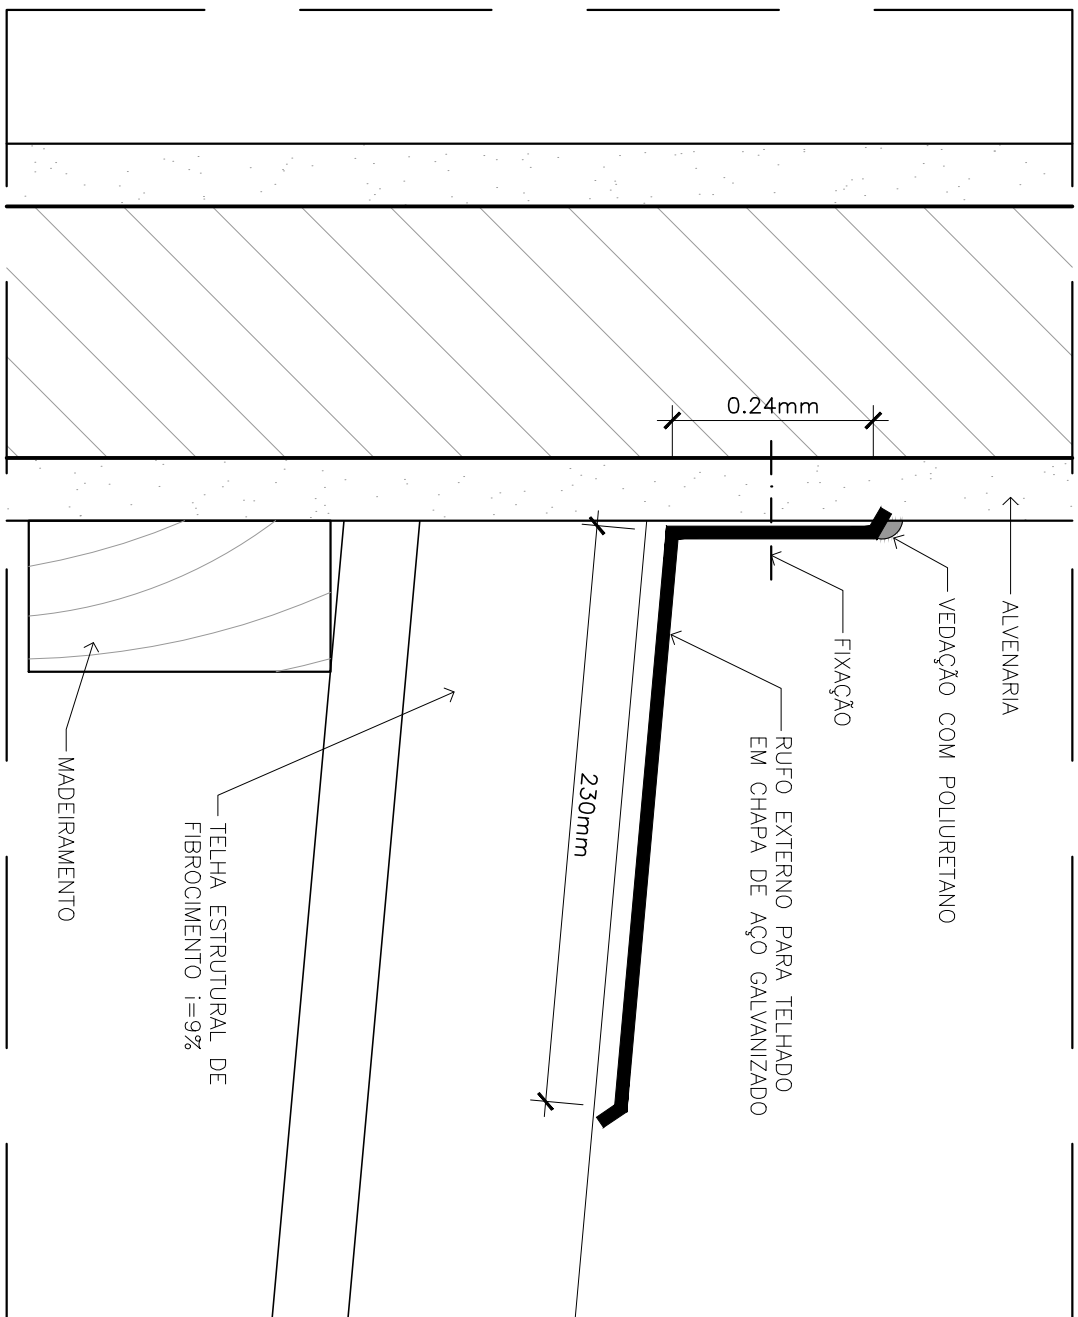 0.24mm
ALVENARIA
VEDAÇÃO COM POLIURETANO
FIXAÇÃO
RUFO EXTERNO PARA TELHADO
EM CHAPA DE AÇO GALVANIZADO
230mm
TELHA ESTRUTURAL DE
FIBROCIMENTO i=9%
MADEIRAMENTO